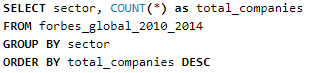 SELECT sector, COUNT(*) as total_companies
FROM forbes_global_2010_2014
GROUP BY sector
ORDER BY total_companies DESC